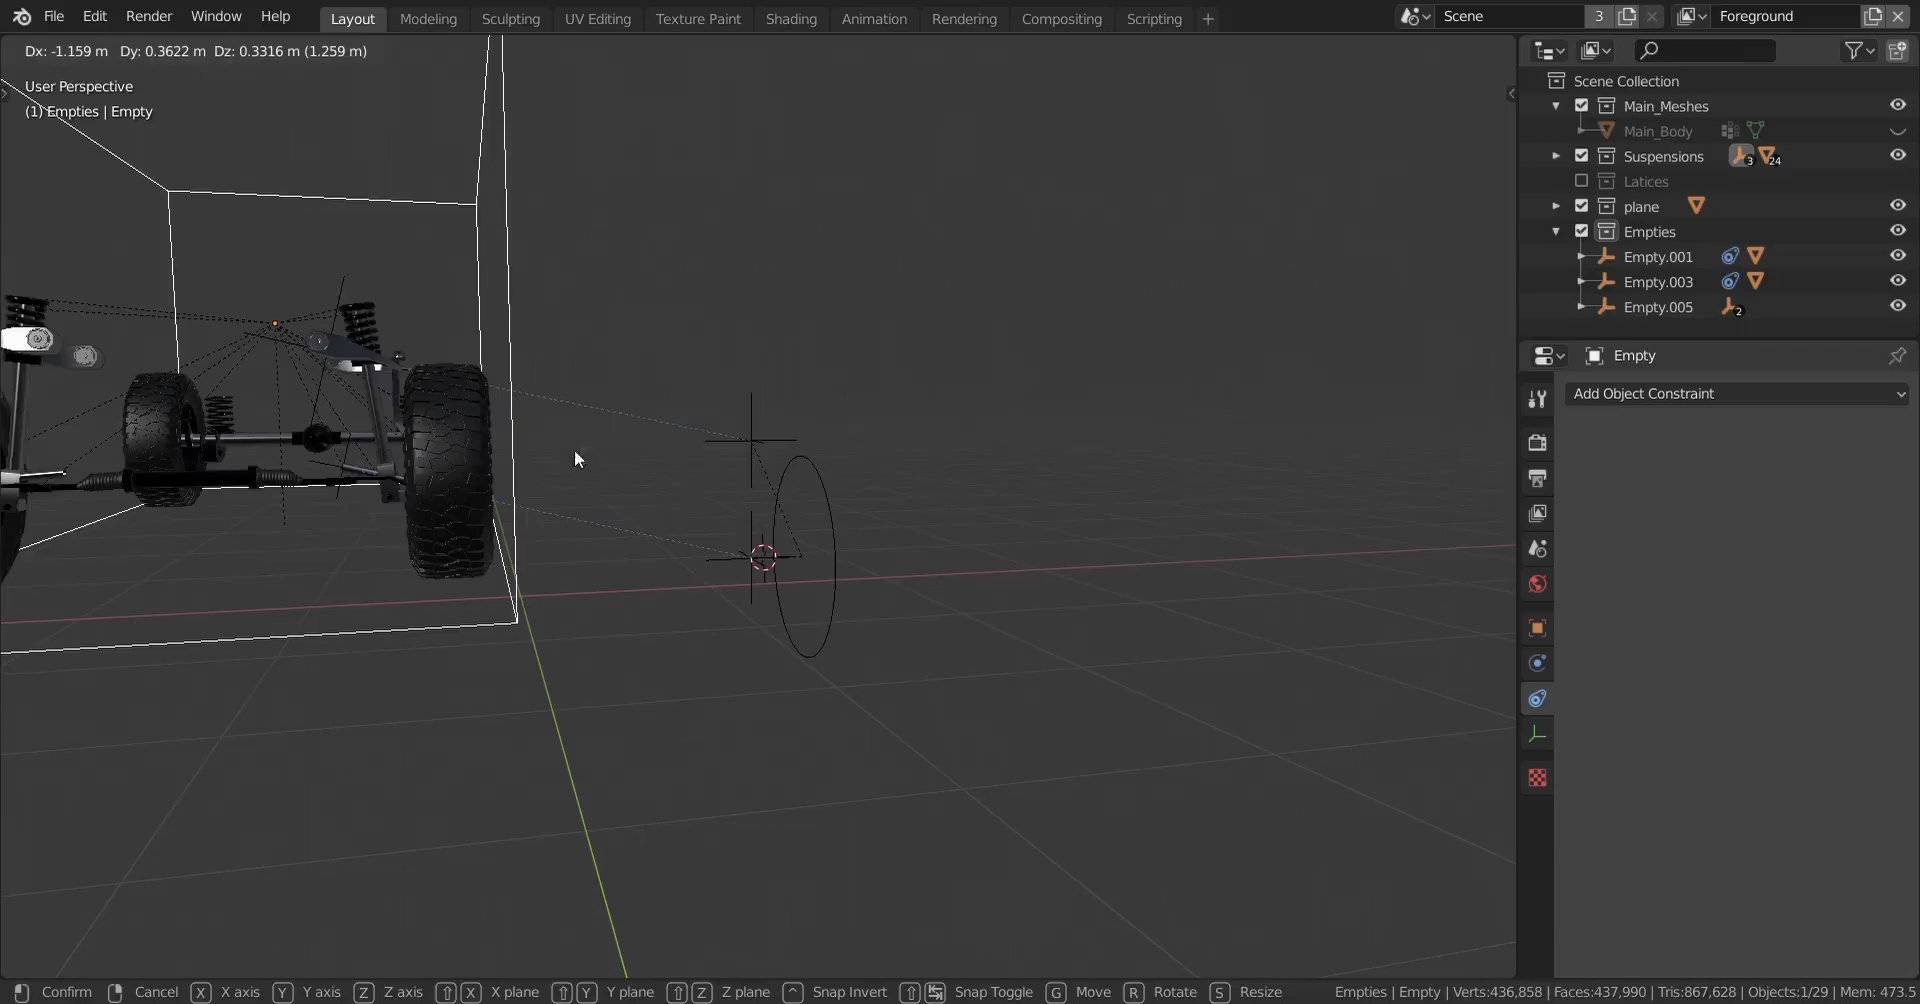 File Edit Render Window Help Layout Modeling Sculpting UV Editing Texture Paint Shading Animation Rendering Compositing Scripting + Scene 3 Foreground
Dx: -1.159 m Dy: 0.3622 m Dz: 0.3316 m (1.259 m)
User Perspective
(1) Empties | Empty
Scene Collection
Main_Meshes
Main_Body
Suspensions 3 24
Latices
plane
Empties
Empty.001
Empty.003
Empty.005 2
Empty
Add Object Constraint
Confirm Cancel X X axis Y Y axis Z Z axis X X plane Y Y plane Z Z plane Snap Invert Snap Toggle G Move R Rotate S Resize Empties | Empty | Verts:436,858 | Faces:437,990 | Tris:867,628 | Objects:1/29 | Mem: 473.5